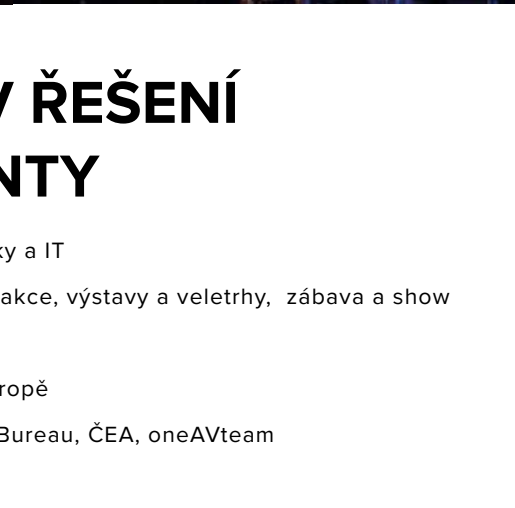 V ŘEŠENÍ
NTY
ky a IT
akce, výstavy a veletrhy, zábava a show
ropě
Bureau, ČEA, oneAVteam